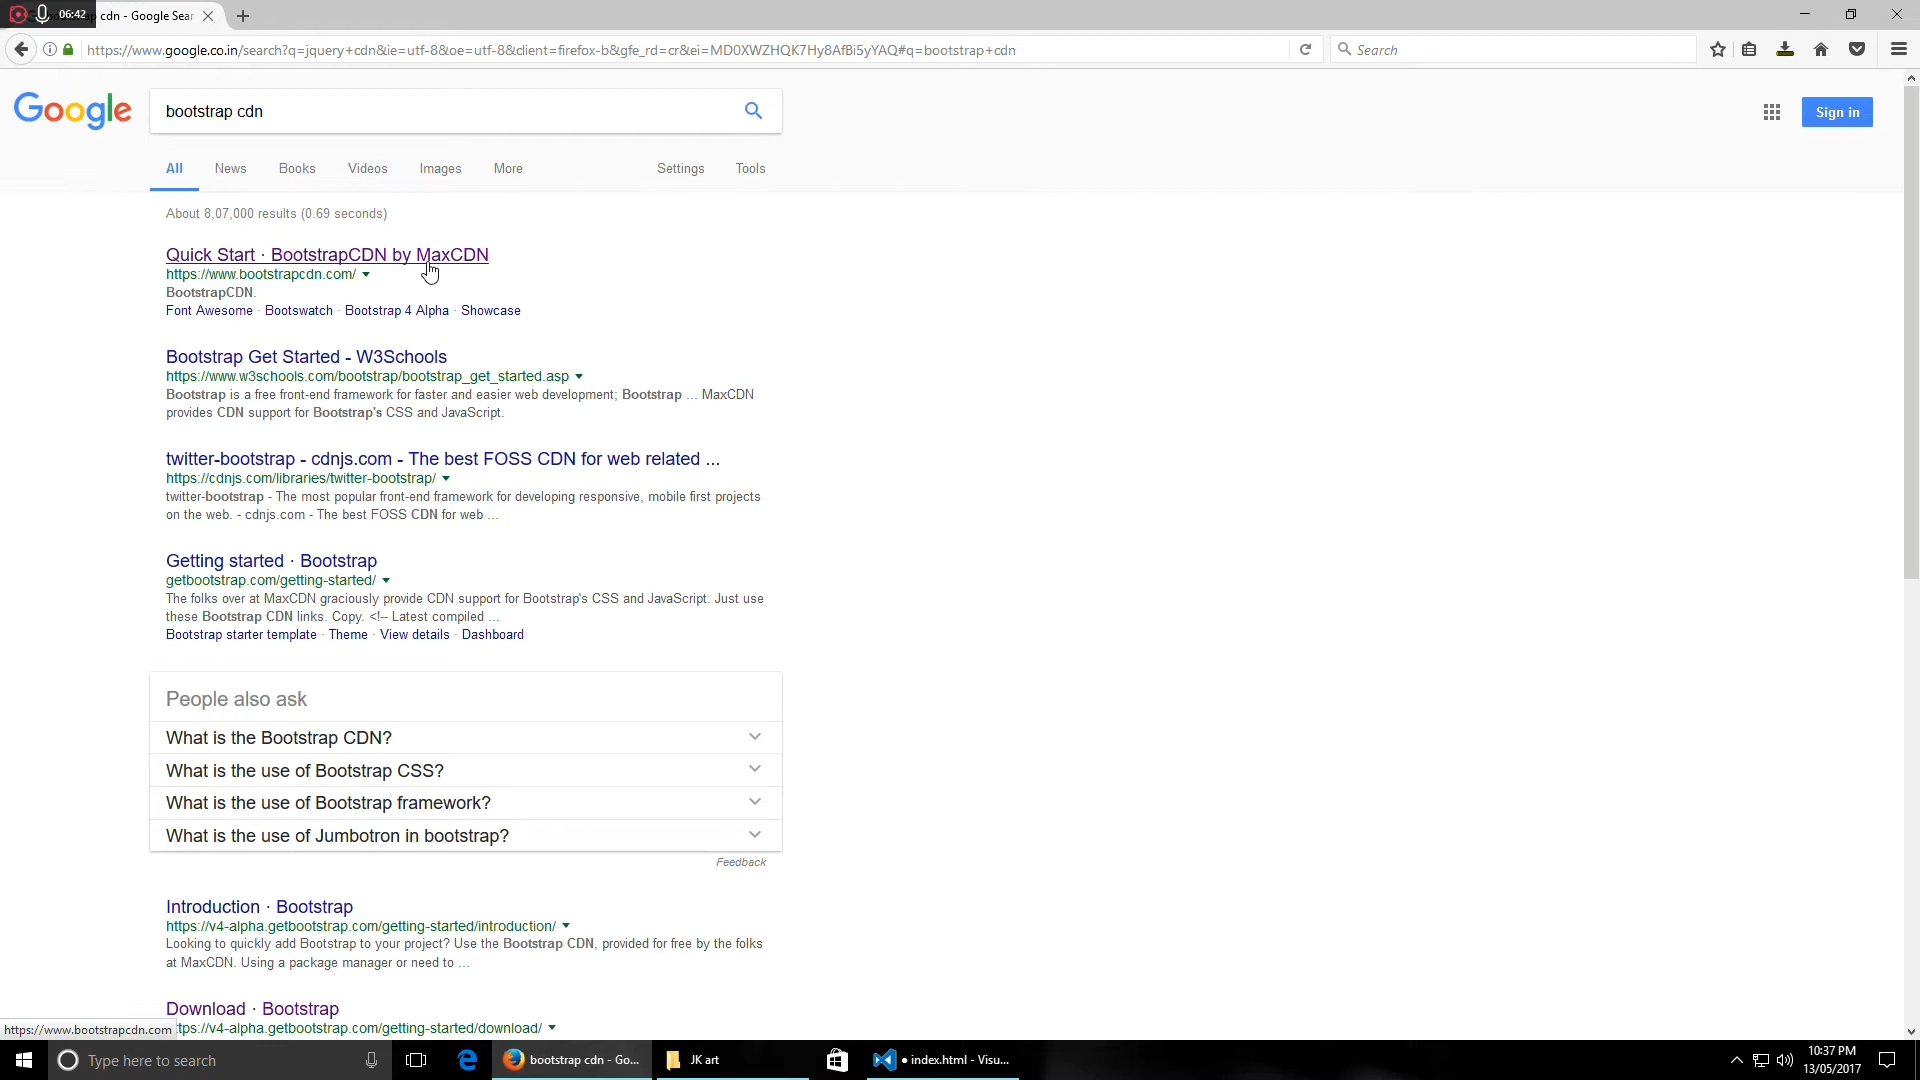 06:42
cdn - Google Sear
https://www.google.co.in/search?q=jquery+cdn&ie=utf-8&oe=utf-8&client=firefox-b&gfe_rd=cr&ei=MD0XWZHQK7Hy8AfBi5yYAQ#q=bootstrap+cdn
Search
Google
bootstrap cdn
Sign in
All News Books Videos Images More Settings Tools
About 8,07,000 results (0.69 seconds)
Quick Start · BootstrapCDN by MaxCDN
https://www.bootstrapcdn.com/
BootstrapCDN.
Font Awesome · Bootswatch · Bootstrap 4 Alpha · Showcase
Bootstrap Get Started - W3Schools
https://www.w3schools.com/bootstrap/bootstrap_get_started.asp
Bootstrap is a free front-end framework for faster and easier web development; Bootstrap ... MaxCDN
provides CDN support for Bootstrap's CSS and JavaScript.
twitter-bootstrap - cdnjs.com - The best FOSS CDN for web related ...
https://cdnjs.com/libraries/twitter-bootstrap/
twitter-bootstrap - The most popular front-end framework for developing responsive, mobile first projects
on the web. - cdnjs.com - The best FOSS CDN for web ...
Getting started · Bootstrap
getbootstrap.com/getting-started/
The folks over at MaxCDN graciously provide CDN support for Bootstrap's CSS and JavaScript. Just use
these Bootstrap CDN links. Copy. <!-- Latest compiled ...
Bootstrap starter template · Theme · View details · Dashboard
People also ask
What is the Bootstrap CDN?
What is the use of Bootstrap CSS?
What is the use of Bootstrap framework?
What is the use of Jumbotron in bootstrap?
Feedback
Introduction · Bootstrap
https://v4-alpha.getbootstrap.com/getting-started/introduction/
Looking to quickly add Bootstrap to your project? Use the Bootstrap CDN, provided for free by the folks
at MaxCDN. Using a package manager or need to ...
Download · Bootstrap
https://www.bootstrapcdn.com
tps://v4-alpha.getbootstrap.com/getting-started/download/
Type here to search
bootstrap cdn - Go...
JK art
• index.html - Visu...
10:37 PM
13/05/2017